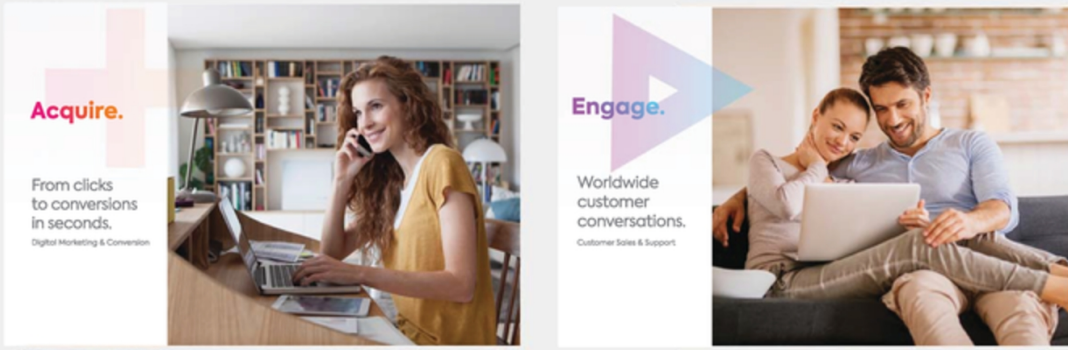 Acquire.
From clicks
to conversions
in seconds.
Digital Marketing & Conversion
Engage.
Worldwide
customer
conversations.
Customer Sales & Support